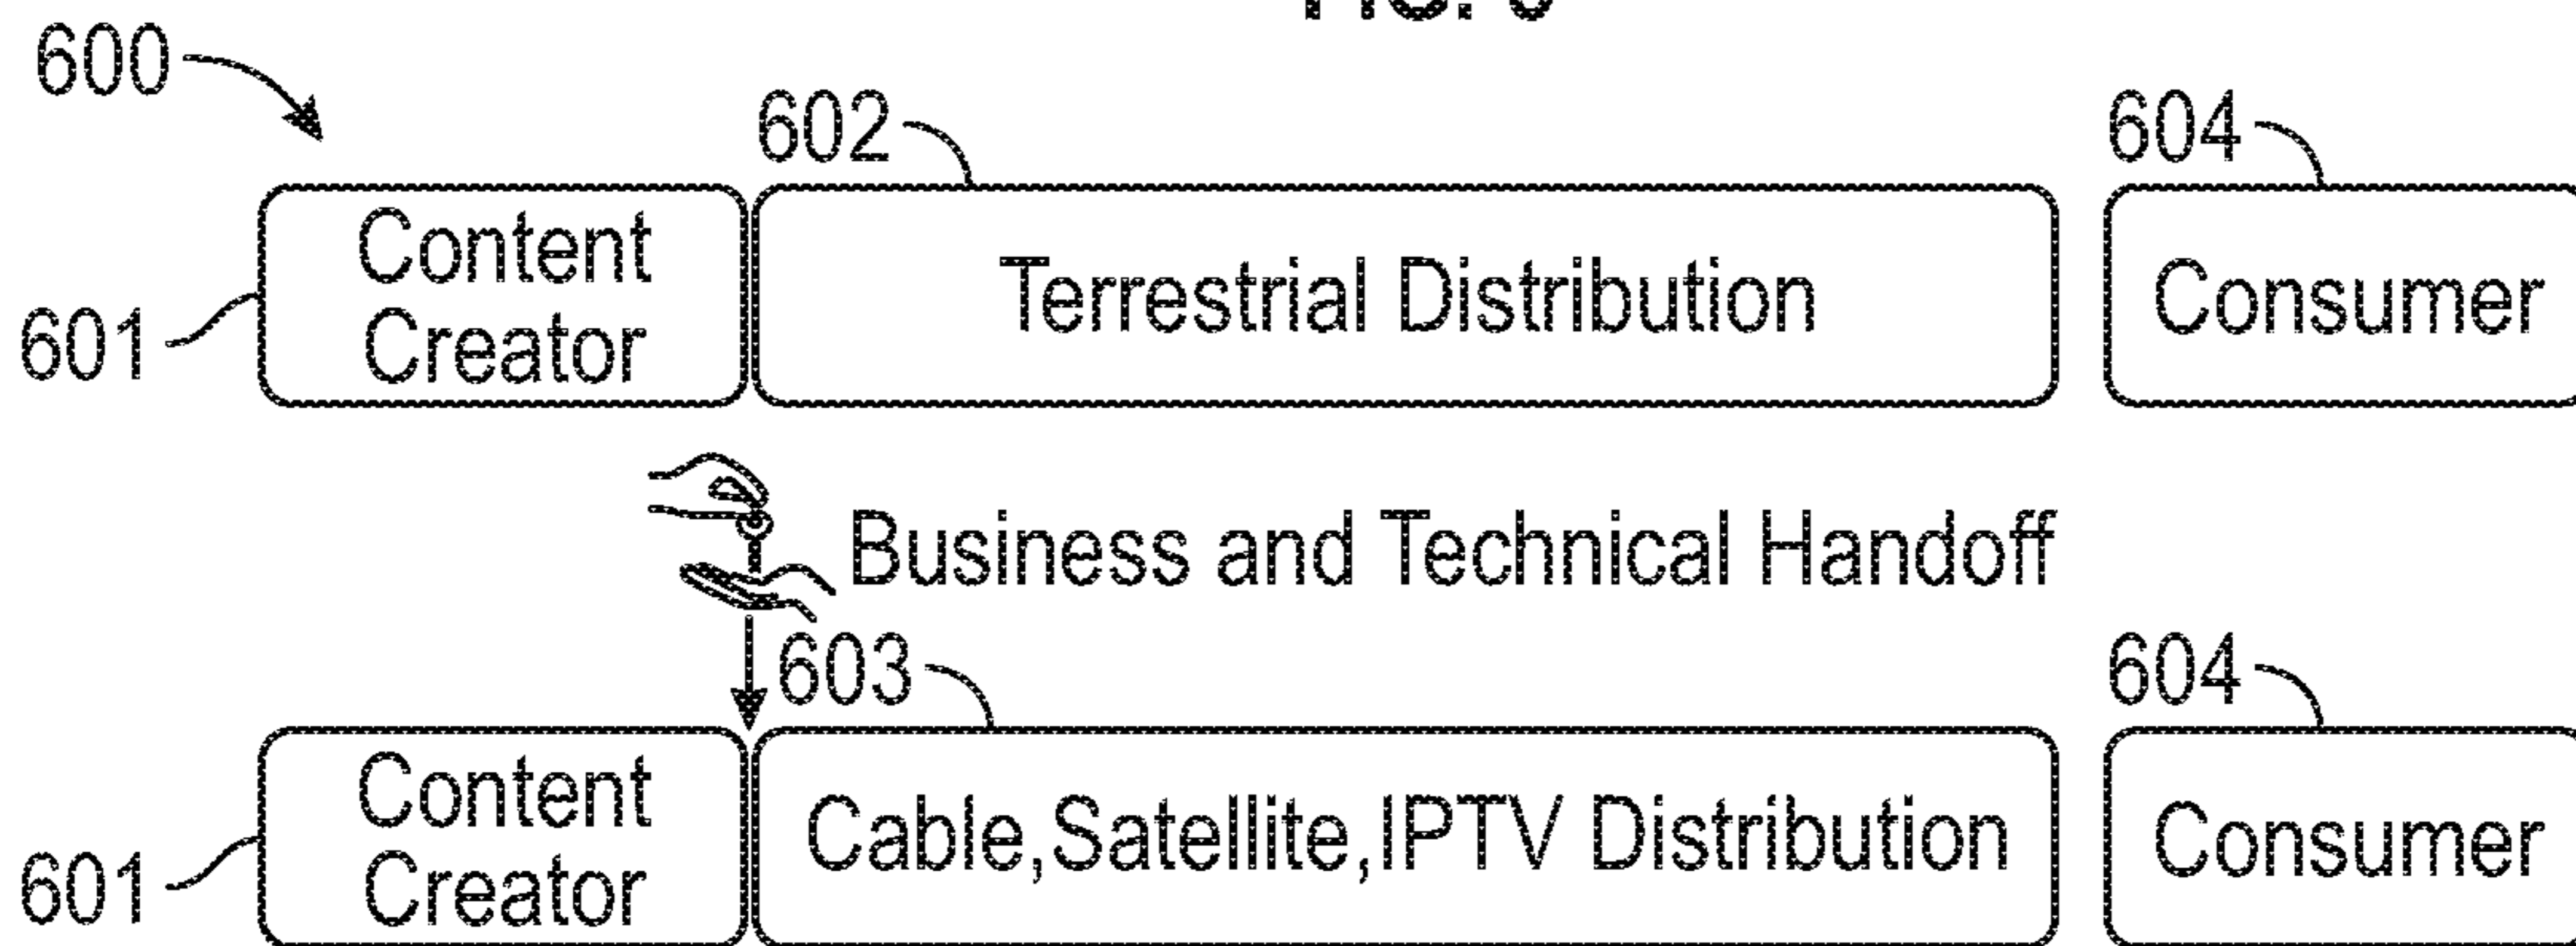 600
602
604
Content
Creator
Terrestrial Distribution
Consumer
601
Business and Technical Handoff
603
604
Content
Creator
Cable,Satellite,IPTV Distribution
Consumer
601